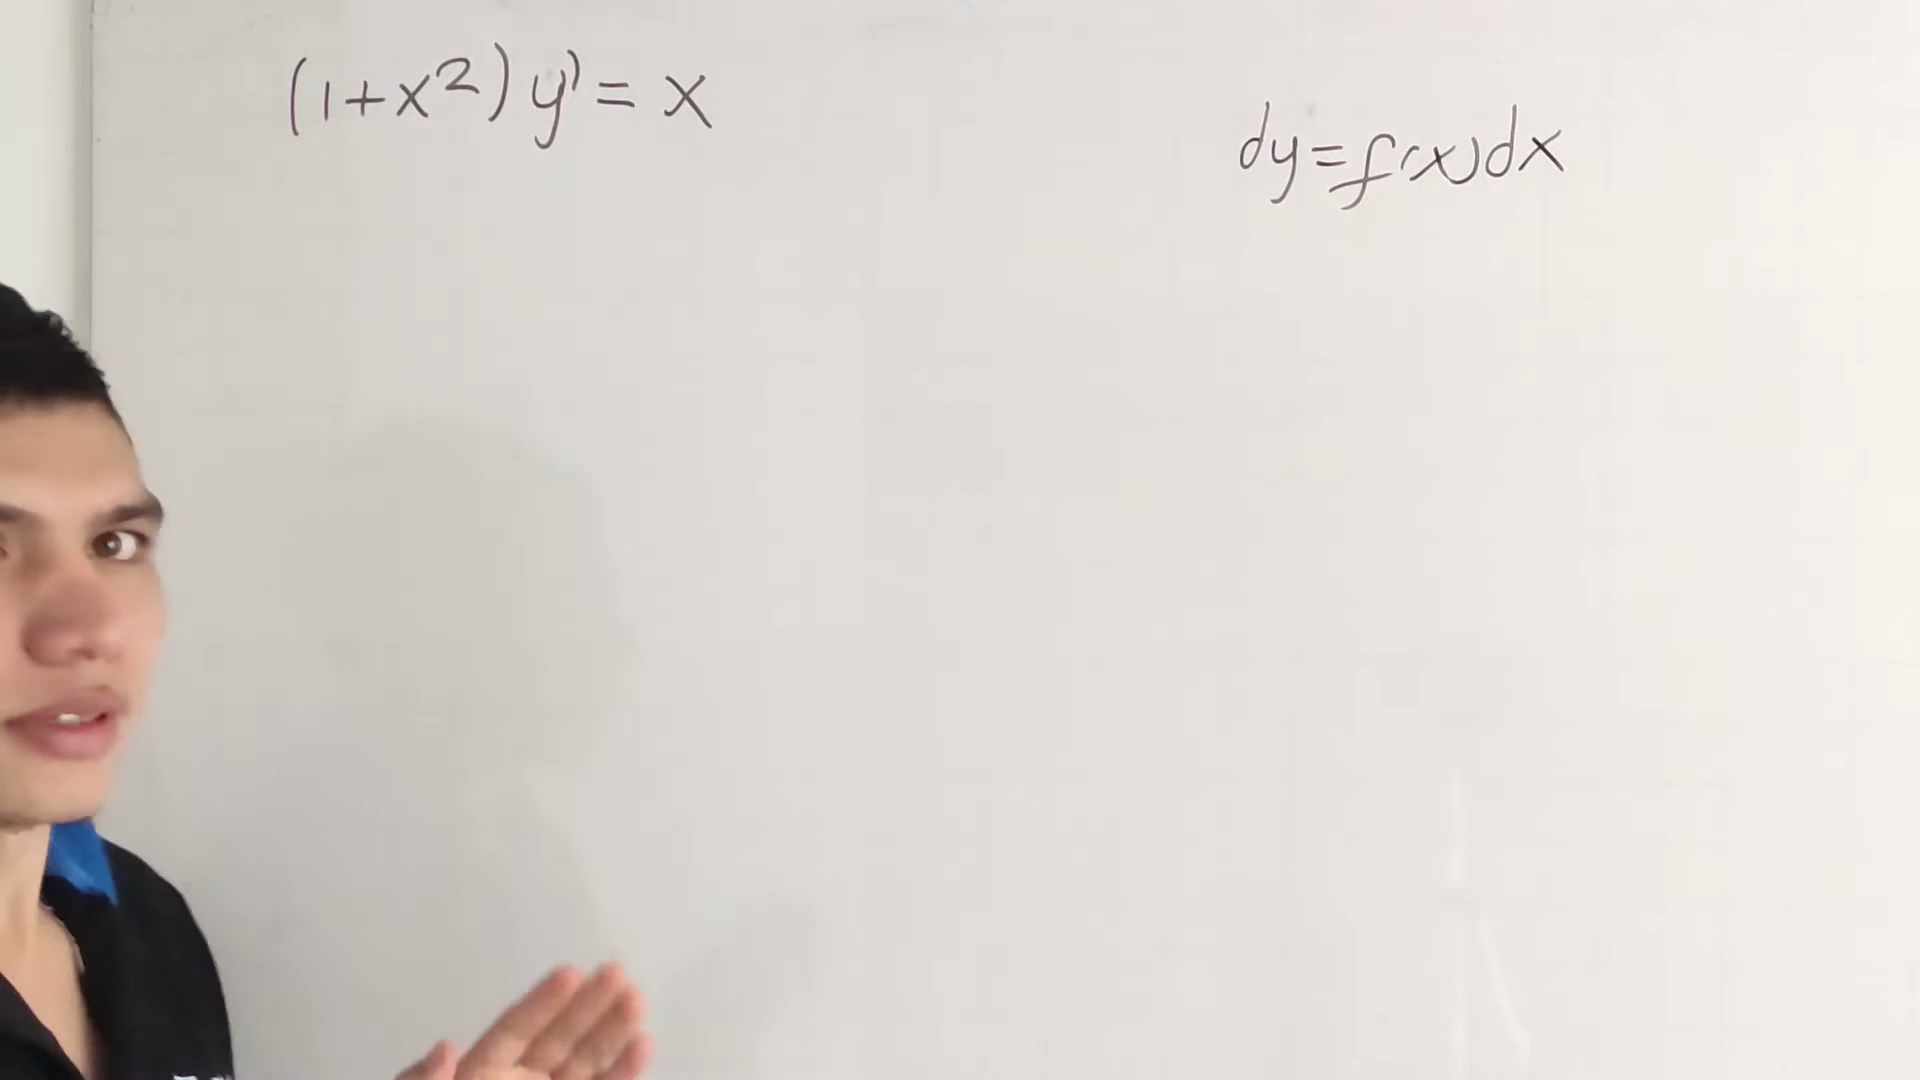 (1+x²) y' = x
dy=f(x)dx